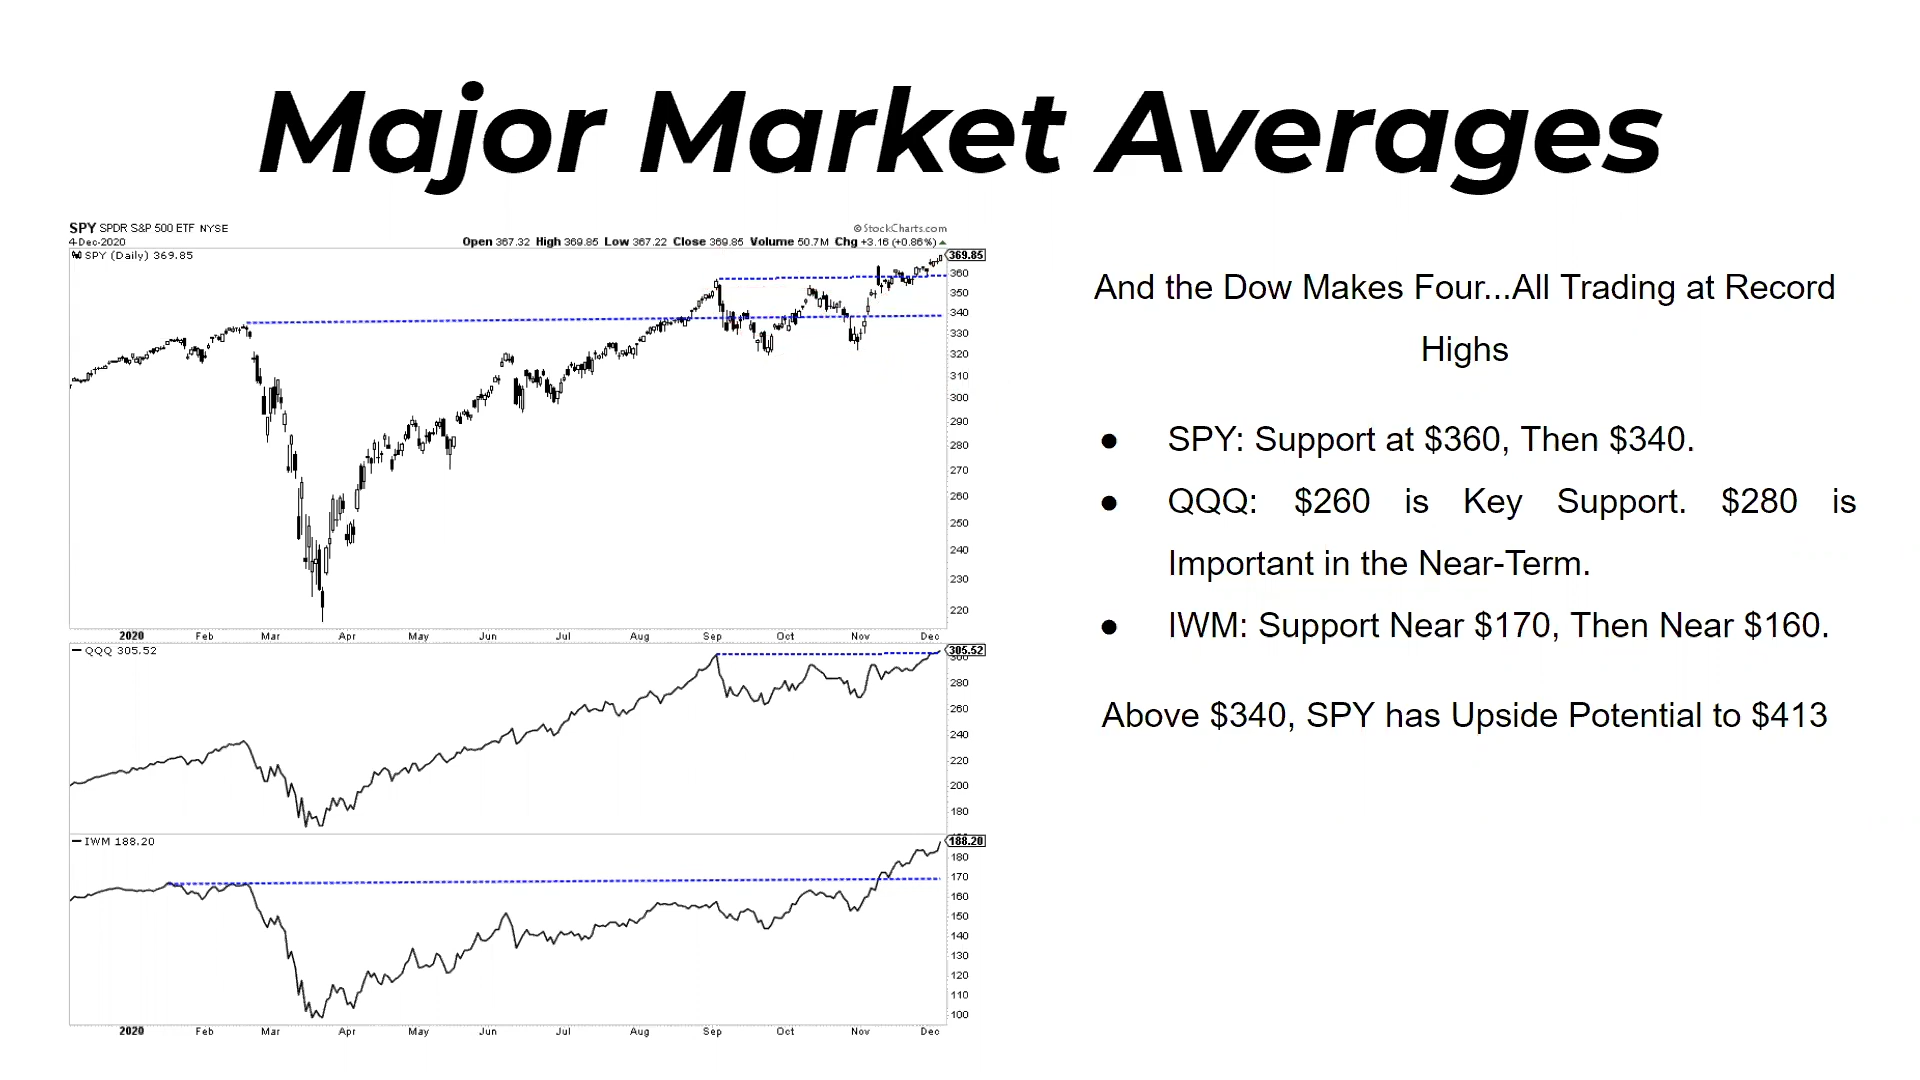 Major Market Averages
SPY SPDR S&P 500 ETF NYSE
© StockCharts.com
4-Dec-2020
Open 367.32 High 369.85 Low 367.22 Close 369.85 Volume 50.7M Chg +3.16 (+0.86%)
SPY (Daily) 369.85
369.85
360
350
340
330
320
310
300
290
280
270
260
250
240
230
220
2020 Feb Mar Apr May Jun Jul Aug Sep Oct Nov Dec
QQQ 305.52
305.52
300
280
260
240
220
200
180
IWM 188.20
188.20
180
170
160
150
140
130
120
110
100
2020 Feb Mar Apr May Jun Jul Aug Sep Oct Nov Dec
And the Dow Makes Four...All Trading at Record
Highs
● SPY: Support at $360, Then $340.
● QQQ: $260 is Key Support. $280 is
Important in the Near-Term.
● IWM: Support Near $170, Then Near $160.
Above $340, SPY has Upside Potential to $413